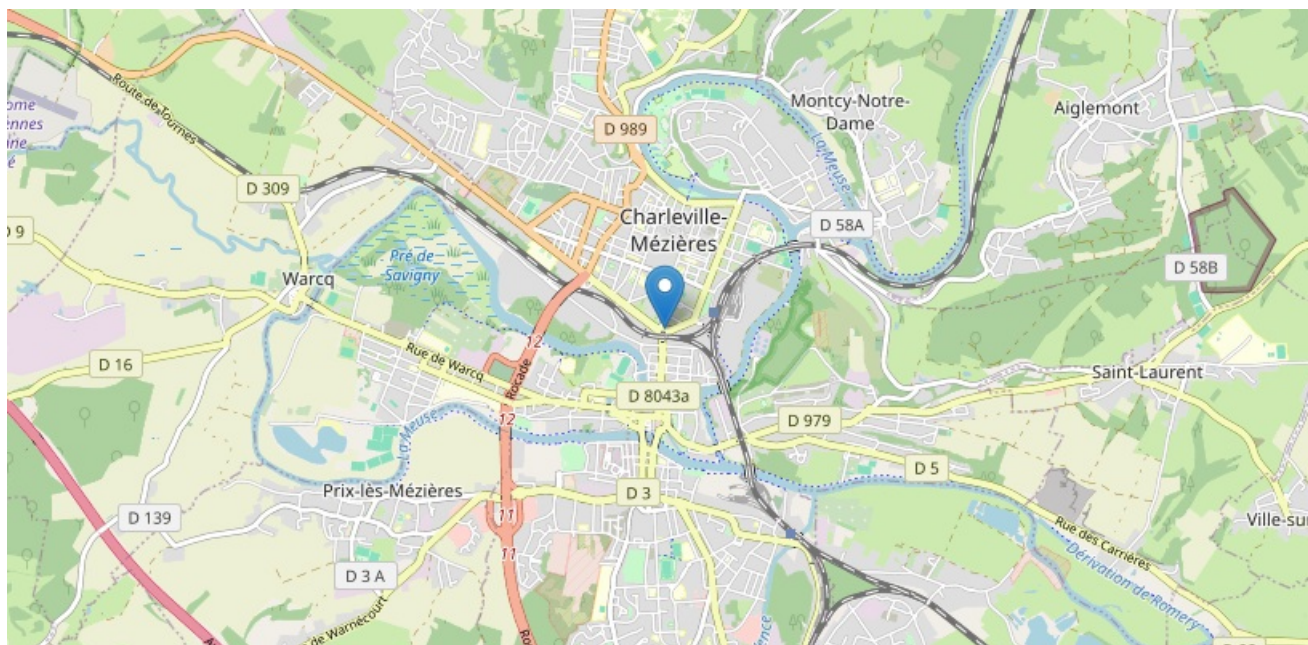 Route de Tournes
D 989
Montcy-Notre-
Dame
Aiglemont
La Meuse
D 309
Charleville-
Mézières
D 58A
D 9
Pré de
Savigny
D 58B
Warcq
12
Rue de Warcq
Rocade
D 16
Saint-Laurent
D 8043a
12
D 979
La Meuse
D 5
Prix-lès-Mézières
D 3
11
D 139
11
Rue des Carrières
Ville-su
D 3 A
Dérivation de Romery
de Warnécourt